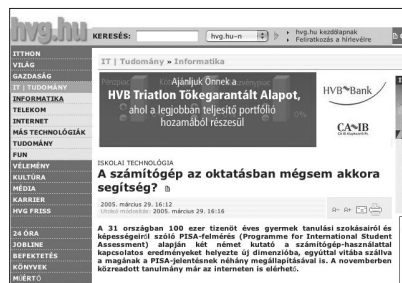 hvg.hu
KERESÉS:
hvg.hu-n
hvg.hu kezdőlapnak
Feliratkozás a hírlevélre
ITTHON
VILÁG
GAZDASÁG
IT | TUDOMÁNY
INFORMATIKA
TELEKOM
INTERNET
MÁS TECHNOLÓGIÁK
TUDOMÁNY
FUN
VÉLEMÉNY
KULTÚRA
MÉDIA
KARRIER
HVG FRISS
24 ÓRA
JOBLINE
BEFEKTETÉS
KÖNYVEK
MIÉRTŐ
IT | Tudomány » Informatika
Ajánljuk Önnek a
HVB Triatlon Tőkegarantált Alapot,
ahol a legjobban teljesítő portfólió
hozamából részesül
HVB Bank
CA IB
ISKOLAI TECHNOLÓGIA
A számítógép az oktatásban mégsem akkora
segítség?
2005. március 29. 16:12
Utolsó módosítás: 2005. március 29. 16:16
A- A+
A 31 országban 100 ezer tizenöt éves gyermek tanulási szokásairól és
képességeiről szóló PISA-felmérés (Programme for International Student
Assessment) alapján két német kutató a számítógép-használattal
kapcsolatos eredményeket helyezte új dimenzióba, egyúttal vitába szállva
a magának a PISA-jelentésnek néhány megállapításával is. A novemberben
közreadott tanulmány már az interneten is elérhető.